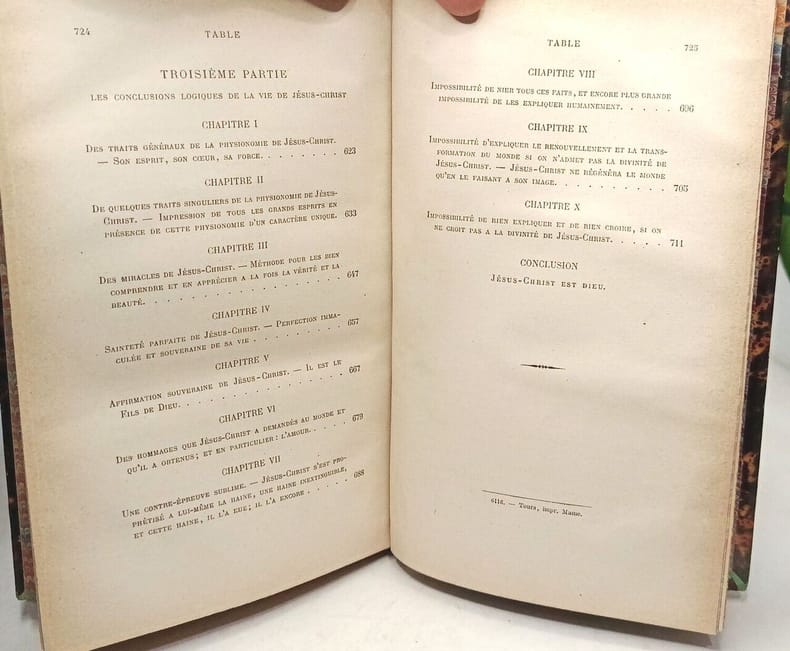 724
TABLE
TROISIÈME PARTIE
LES CONCLUSIONS LOGIQUES DE LA VIE DE JÉSUS-CHRIST
CHAPITRE I
DES TRAITS GÉNÉRAUX DE LA PHYSIONOMIE DE JÉSUS-CHRIST.
— SON ESPRIT, SON CŒUR, SA FORCE. . . . . . . . 623
CHAPITRE II
DE QUELQUES TRAITS SINGULIERS DE LA PHYSIONOMIE DE JÉSUS-
CHRIST. — IMPRESSION DE TOUS LES GRANDS ESPRITS EN
PRÉSENCE DE CETTE PHYSIONOMIE D'UN CARACTÈRE UNIQUE. 633
CHAPITRE III
DES MIRACLES DE JÉSUS-CHRIST. — MÉTHODE POUR LES BIEN
COMPRENDRE ET EN APPRÉCIER A LA FOIS LA VÉRITÉ ET LA
BEAUTÉ. . . . . . . . . . . . . . . . . 647
CHAPITRE IV
SAINTETÉ PARFAITE DE JÉSUS-CHRIST. — PERFECTION IMMA-
CULÉE ET SOUVERAINE DE SA VIE . . . . . . . . 657
CHAPITRE V
AFFIRMATION SOUVERAINE DE JÉSUS-CHRIST. — IL EST LE
FILS DE DIEU. . . . . . . . . . . . . . . 667
CHAPITRE VI
DES HOMMAGES QUE JÉSUS-CHRIST A DEMANDÉS AU MONDE ET
QU'IL A OBTENUS; ET EN PARTICULIER : L'AMOUR. . . . . 679
CHAPITRE VII
UNE CONTRE-ÉPREUVE SUBLIME. — JÉSUS-CHRIST S'EST PRO-
PHÉTISÉ A LUI-MÊME LA HAINE, UNE HAINE INEXTINGUIBLE,
ET CETTE HAINE, IL L'A EUE; IL L'A ENCORE . . . . . 688
TABLE
725
CHAPITRE VIII
IMPOSSIBILITÉ DE NIER TOUS CES FAITS, ET ENCORE PLUS GRANDE
IMPOSSIBILITÉ DE LES EXPLIQUER HUMAINEMENT. . . . . 696
CHAPITRE IX
IMPOSSIBILITÉ D'EXPLIQUER LE RENOUVELLEMENT ET LA TRANS-
FORMATION DU MONDE SI ON N'ADMET PAS LA DIVINITÉ DE
JÉSUS-CHRIST. — JÉSUS-CHRIST NE RÉGÉNÉRA LE MONDE
QU'EN LE FAISANT A SON IMAGE. . . . . . . . . . 705
CHAPITRE X
IMPOSSIBILITÉ DE RIEN EXPLIQUER ET DE RIEN CROIRE, SI ON
NE CROIT PAS A LA DIVINITÉ DE JÉSUS-CHRIST. . . . . 711
CONCLUSION
JÉSUS-CHRIST EST DIEU.
— Tours, impr. Mame.